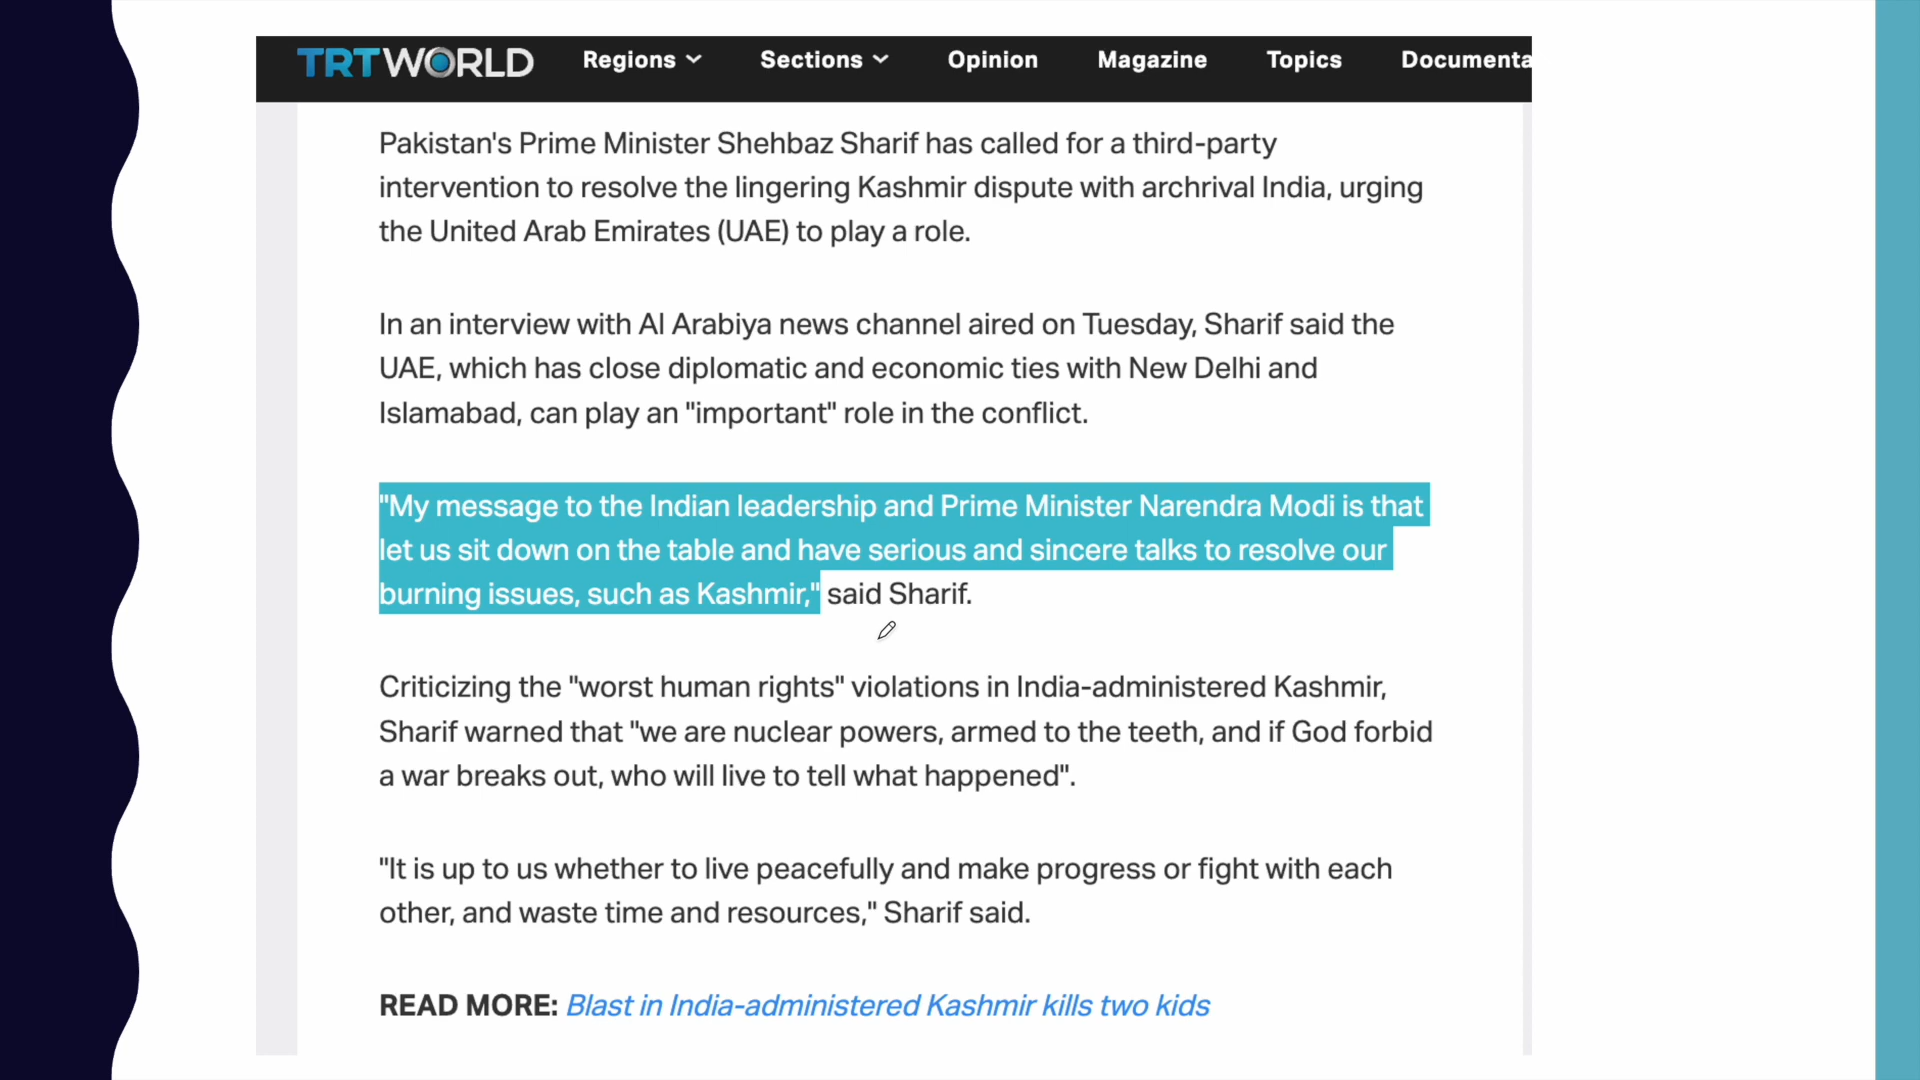 TRT WORLD Regions Sections Opinion Magazine Topics Documenta
Pakistan's Prime Minister Shehbaz Sharif has called for a third-party
intervention to resolve the lingering Kashmir dispute with archrival India, urging
the United Arab Emirates (UAE) to play a role.
In an interview with Al Arabiya news channel aired on Tuesday, Sharif said the
UAE, which has close diplomatic and economic ties with New Delhi and
Islamabad, can play an "important" role in the conflict.
"My message to the Indian leadership and Prime Minister Narendra Modi is that
let us sit down on the table and have serious and sincere talks to resolve our
burning issues, such as Kashmir," said Sharif.
Criticizing the "worst human rights" violations in India-administered Kashmir,
Sharif warned that "we are nuclear powers, armed to the teeth, and if God forbid
a war breaks out, who will live to tell what happened".
"It is up to us whether to live peacefully and make progress or fight with each
other, and waste time and resources," Sharif said.
READ MORE: Blast in India-administered Kashmir kills two kids